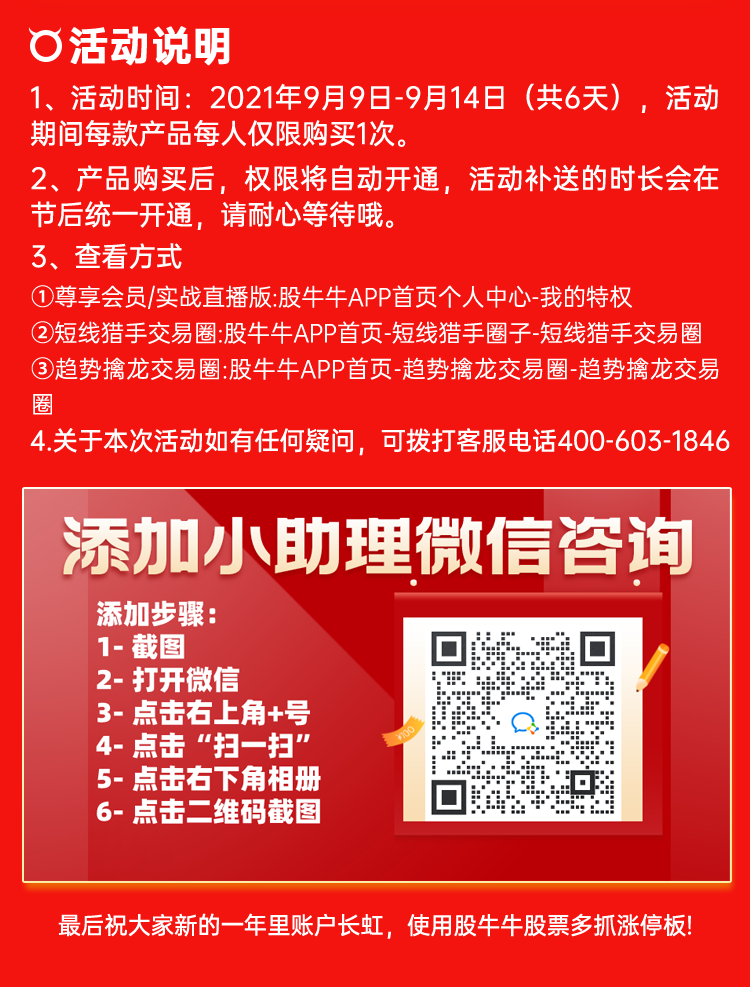 活动说明
1、活动时间：2021年9月9日-9月14日（共6天），活动
期间每款产品每人仅限购买1次。
2、产品购买后，权限将自动开通，活动补送的时长会在
节后统一开通，请耐心等待哦。
3、查看方式
①尊享会员/实战直播版:股牛牛APP首页个人中心-我的特权
②短线猎手交易圈:股牛牛APP首页-短线猎手圈子-短线猎手交易圈
③趋势擒龙交易圈:股牛牛APP首页-趋势擒龙交易圈-趋势擒龙交易
圈
4.关于本次活动如有任何疑问，可拨打客服电话400-603-1846
添加小助理微信咨询
添加步骤：
1- 截图
2- 打开微信
3- 点击右上角+号
4- 点击“扫一扫”
5- 点击右下角相册
6- 点击二维码截图
¥100
最后祝大家新的一年里账户长虹，使用股牛牛股票多抓涨停板!